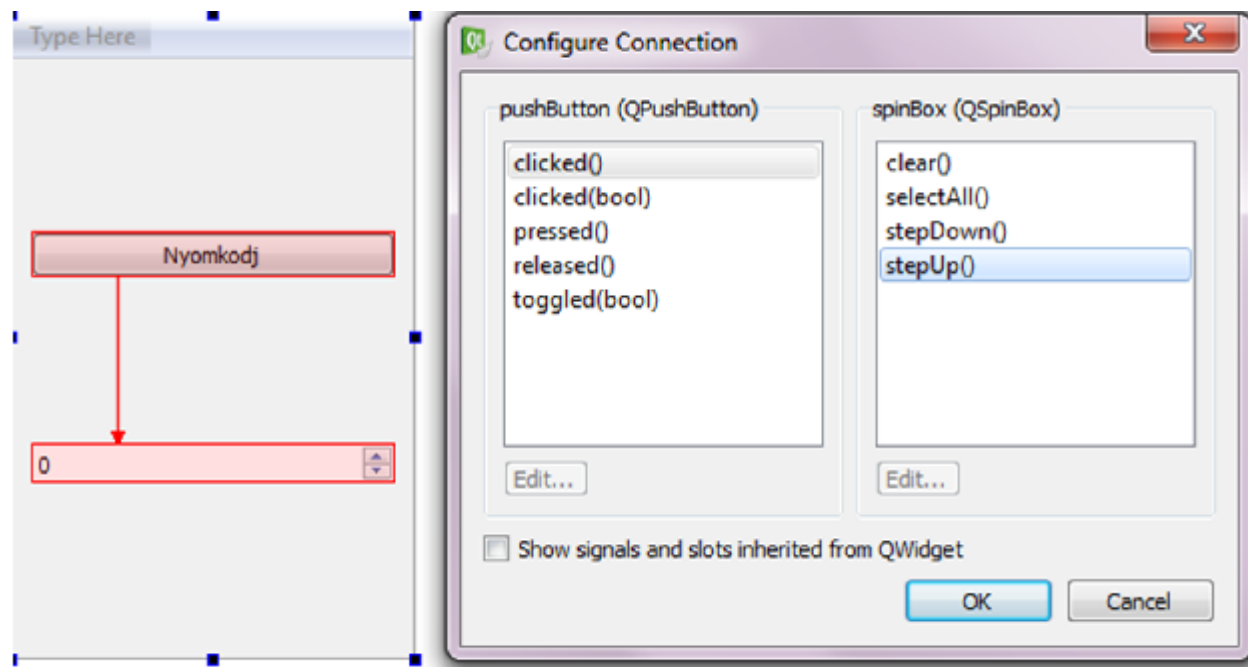 Type Here
Nyomkodj
0
Configure Connection
pushButton (QPushButton)
clicked()
clicked(bool)
pressed()
released()
toggled(bool)
Edit...
spinBox (QSpinBox)
clear()
selectAll()
stepDown()
stepUp()
Edit...
Show signals and slots inherited from QWidget
OK
Cancel